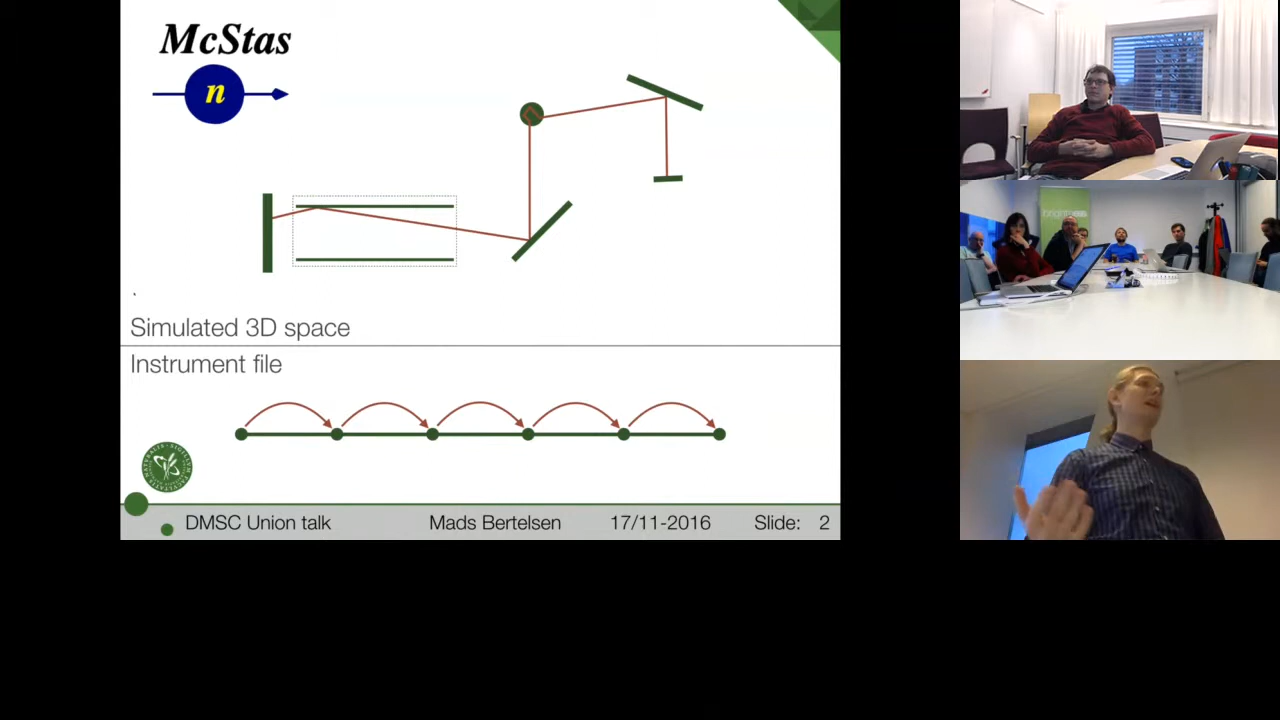 McStas
n
Simulated 3D space
Instrument file
DMSC Union talk Mads Bertelsen 17/11-2016 Slide: 2